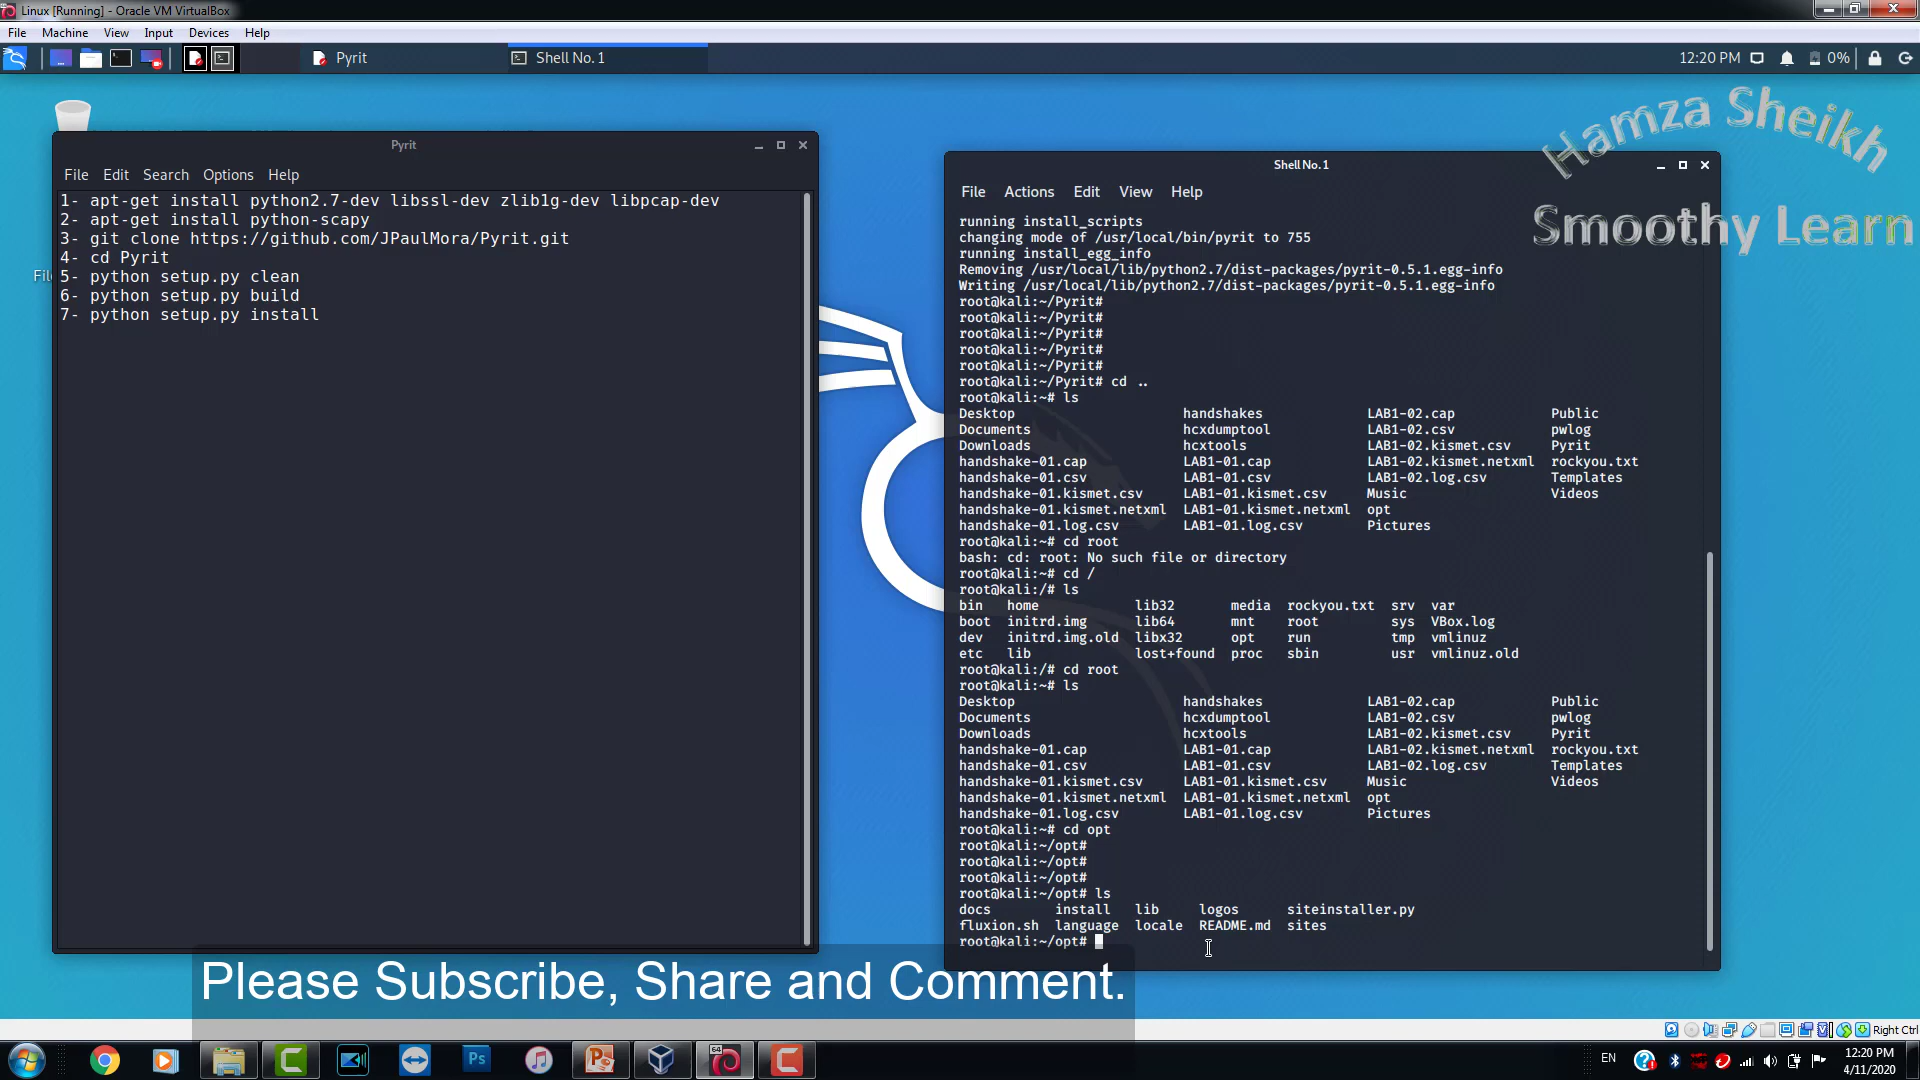 Linux [Running] - Oracle VM VirtualBox
File Machine View Input Devices Help
Pyrit
Shell No. 1
12:20 PM
0%
Hamza Sheikh
Smoothy Learn
Pyrit
File Edit Search Options Help
1- apt-get install python2.7-dev libssl-dev zlib1g-dev libpcap-dev
2- apt-get install python-scapy
3- git clone https://github.com/JPaulMora/Pyrit.git
4- cd Pyrit
5- python setup.py clean
6- python setup.py build
7- python setup.py install
Shell No. 1
File Actions Edit View Help
running install_scripts
changing mode of /usr/local/bin/pyrit to 755
running install_egg_info
Removing /usr/local/lib/python2.7/dist-packages/pyrit-0.5.1.egg-info
Writing /usr/local/lib/python2.7/dist-packages/pyrit-0.5.1.egg-info
root@kali:~/Pyrit#
root@kali:~/Pyrit#
root@kali:~/Pyrit#
root@kali:~/Pyrit#
root@kali:~/Pyrit#
root@kali:~/Pyrit# cd ..
root@kali:~# ls
Desktop handshakes LAB1-02.cap Public
Documents hcxdumptool LAB1-02.csv pwlog
Downloads hcxtools LAB1-02.kismet.csv Pyrit
handshake-01.cap LAB1-01.cap LAB1-02.kismet.netxml rockyou.txt
handshake-01.csv LAB1-01.csv LAB1-02.log.csv Templates
handshake-01.kismet.csv LAB1-01.kismet.csv Music Videos
handshake-01.kismet.netxml LAB1-01.kismet.netxml opt
handshake-01.log.csv LAB1-01.log.csv Pictures
root@kali:~# cd root
bash: cd: root: No such file or directory
root@kali:~# cd /
root@kali:/# ls
bin home lib32 media rockyou.txt srv var
boot initrd.img lib64 mnt root sys VBox.log
dev initrd.img.old libx32 opt run tmp vmlinuz
etc lib lost+found proc sbin usr vmlinuz.old
root@kali:/# cd root
root@kali:~# ls
Desktop handshakes LAB1-02.cap Public
Documents hcxdumptool LAB1-02.csv pwlog
Downloads hcxtools LAB1-02.kismet.csv Pyrit
handshake-01.cap LAB1-01.cap LAB1-02.kismet.netxml rockyou.txt
handshake-01.csv LAB1-01.csv LAB1-02.log.csv Templates
handshake-01.kismet.csv LAB1-01.kismet.csv Music Videos
handshake-01.kismet.netxml LAB1-01.kismet.netxml opt
handshake-01.log.csv LAB1-01.log.csv Pictures
root@kali:~# cd opt
root@kali:~/opt#
root@kali:~/opt#
root@kali:~/opt#
root@kali:~/opt# ls
docs install lib logos siteinstaller.py
fluxion.sh language locale README.md sites
root@kali:~/opt#
Please Subscribe, Share and Comment.
Right Ctrl
Ps
64
EN
12:20 PM
4/11/2020